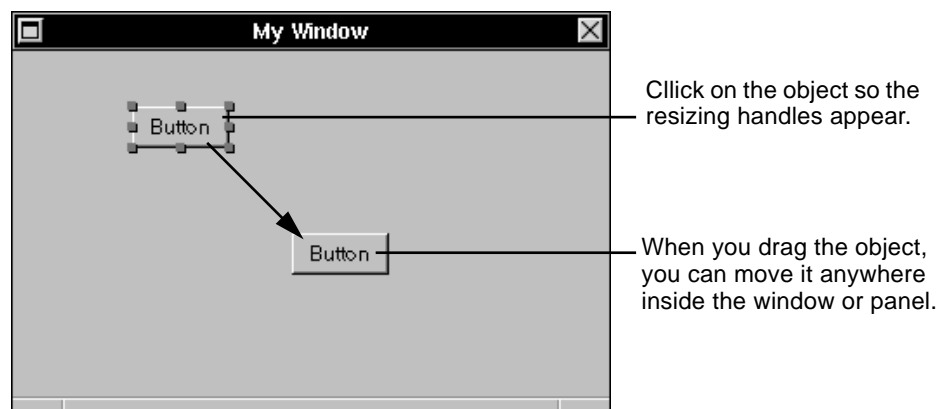 My Window
Button
Cllick on the object so the
resizing handles appear.
Button
When you drag the object,
you can move it anywhere
inside the window or panel.